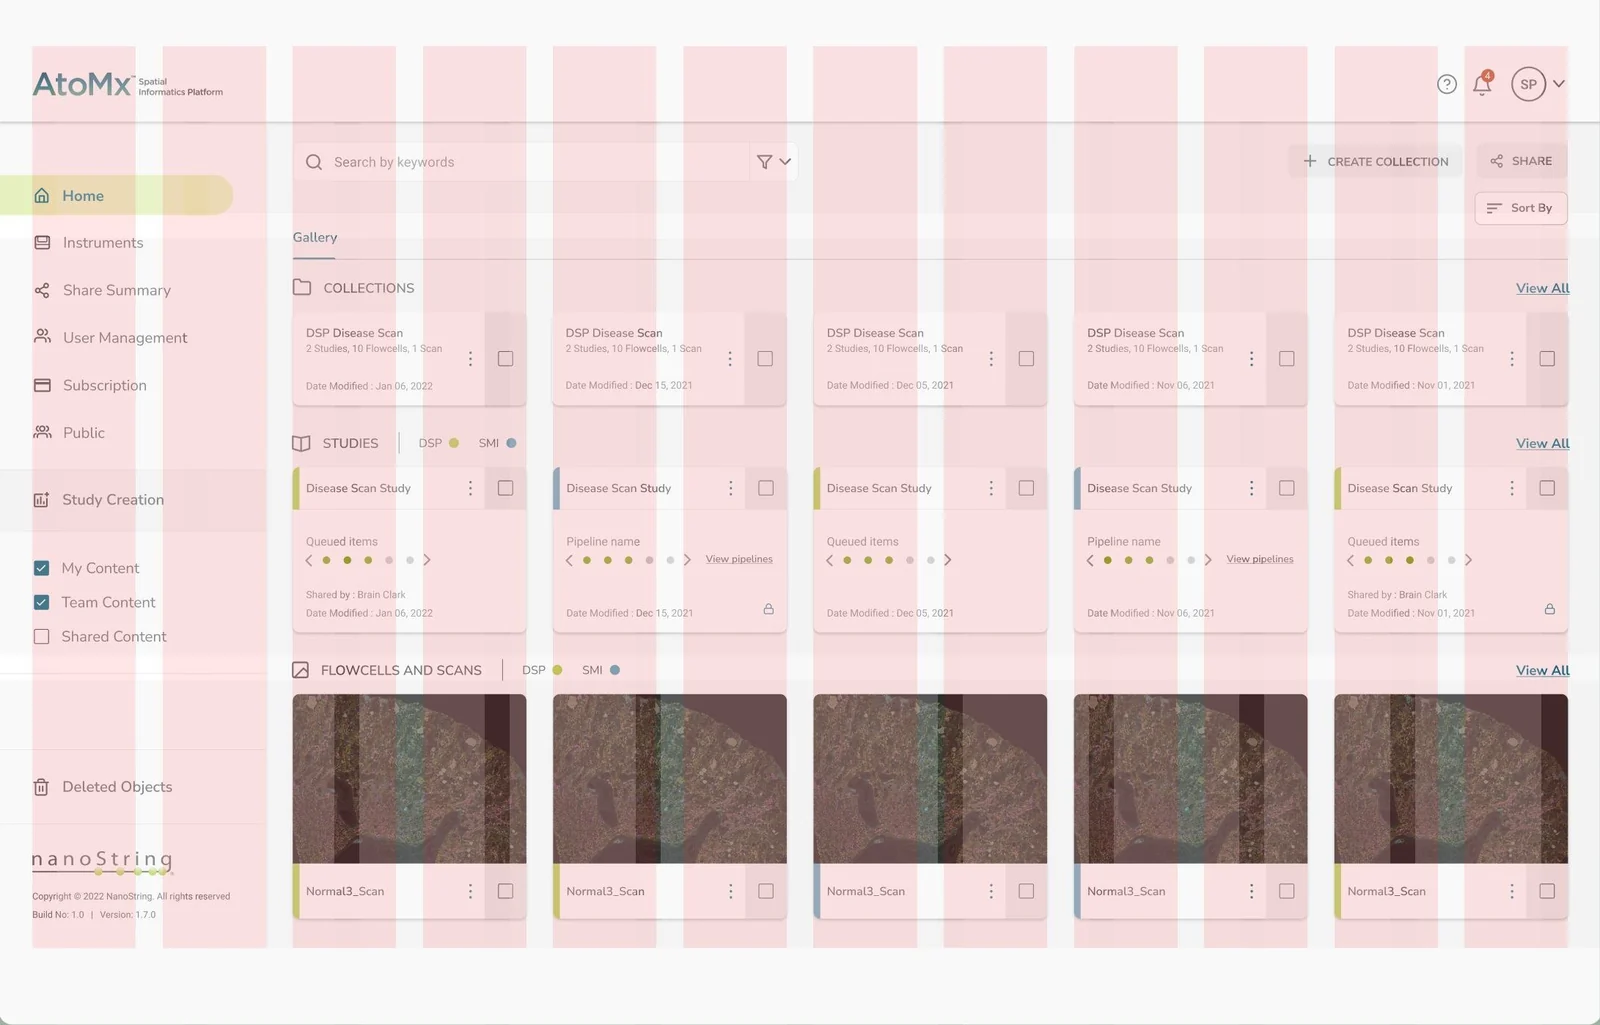 AtoMx™ Spatial
Informatics Platform
4
SP
Search by keywords
CREATE COLLECTION
SHARE
Home
Sort By
Instruments
Gallery
Share Summary
COLLECTIONS
View All
User Management
DSP Disease Scan
2 Studies, 10 Flowcells, 1 Scan
Date Modified : Jan 06, 2022
DSP Disease Scan
2 Studies, 10 Flowcells, 1 Scan
Date Modified : Dec 15, 2021
DSP Disease Scan
2 Studies, 10 Flowcells, 1 Scan
Date Modified : Dec 05, 2021
DSP Disease Scan
2 Studies, 10 Flowcells, 1 Scan
Date Modified : Nov 06, 2021
DSP Disease Scan
2 Studies, 10 Flowcells, 1 Scan
Date Modified : Nov 01, 2021
Subscription
Public
STUDIES
DSP
SMI
View All
Study Creation
Disease Scan Study
Queued items
Shared by : Brain Clark
Date Modified : Jan 06, 2022
Disease Scan Study
Pipeline name
View pipelines
Date Modified : Dec 15, 2021
Disease Scan Study
Queued items
Date Modified : Dec 05, 2021
Disease Scan Study
Pipeline name
View pipelines
Date Modified : Nov 06, 2021
Disease Scan Study
Queued items
Shared by : Brain Clark
Date Modified : Nov 01, 2021
My Content
Team Content
Shared Content
FLOWCELLS AND SCANS
DSP
SMI
View All
Deleted Objects
Normal3_Scan
Normal3_Scan
Normal3_Scan
Normal3_Scan
Normal3_Scan
nanoString
Copyright © 2022 NanoString. All rights reserved
Build No: 1.0 | Version: 1.7.0